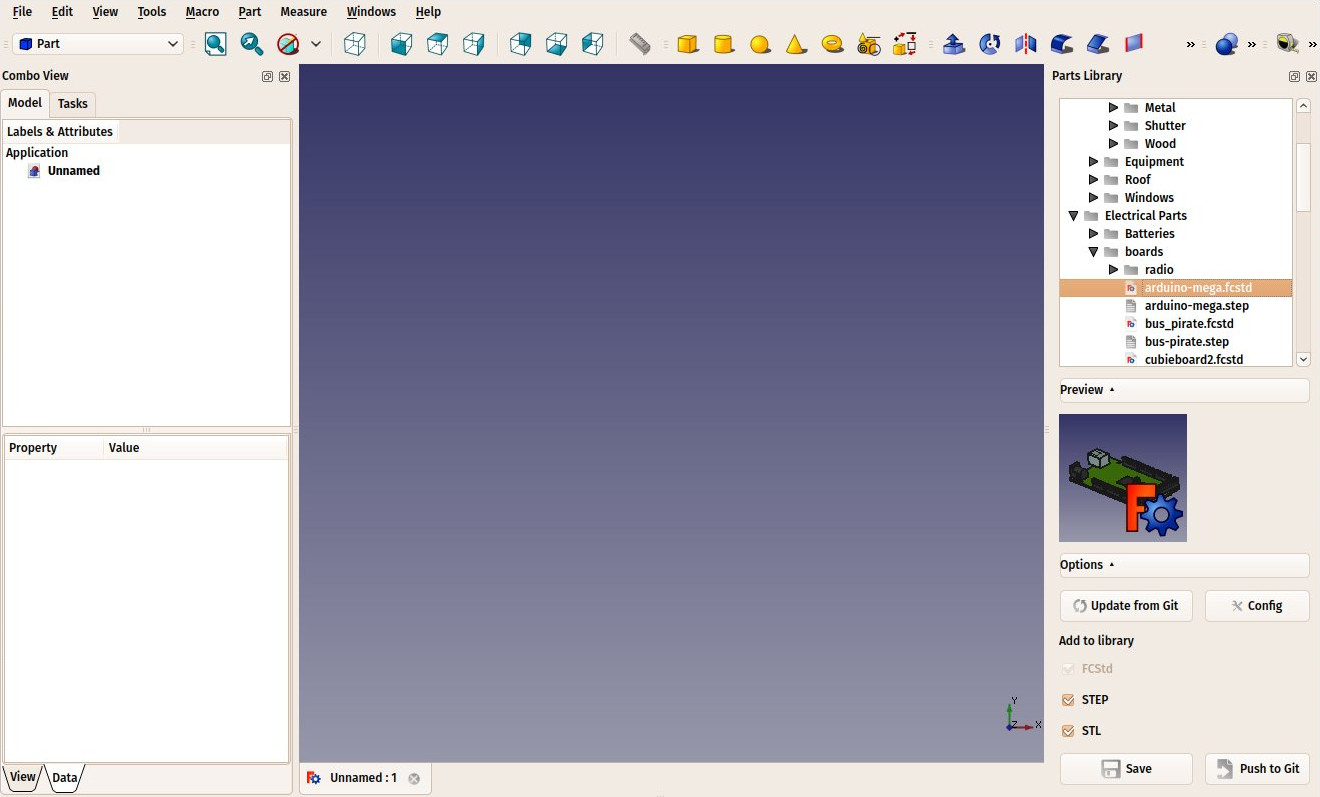 File Edit View Tools Macro Part Measure Windows Help
Part
Combo View
Model Tasks
Labels & Attributes
Application
Unnamed
Property Value
View Data
Unnamed : 1
Y
Z X
Parts Library
Metal
Shutter
Wood
Equipment
Roof
Windows
Electrical Parts
Batteries
boards
radio
arduino-mega.fcstd
arduino-mega.step
bus_pirate.fcstd
bus-pirate.step
cubieboard2.fcstd
Preview
Options
Update from Git Config
Add to library
FCStd
STEP
STL
Save Push to Git